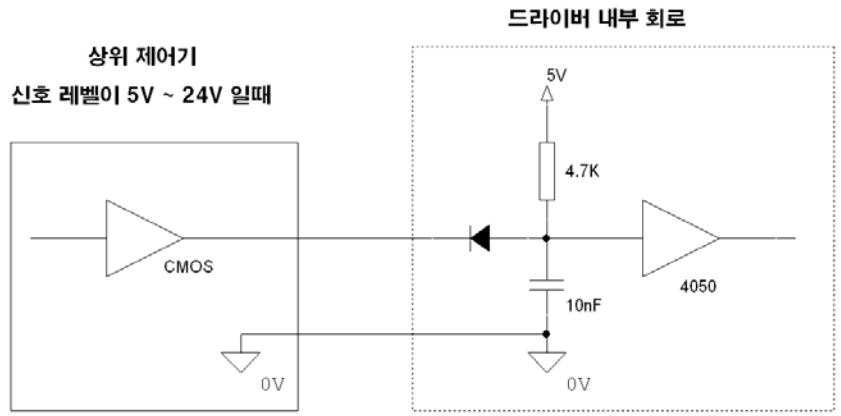 드라이버 내부 회로
상위 제어기
신호 레벨이 5V ~ 24V 일때
5V
4.7K
CMOS
4050
10nF
0V
0V